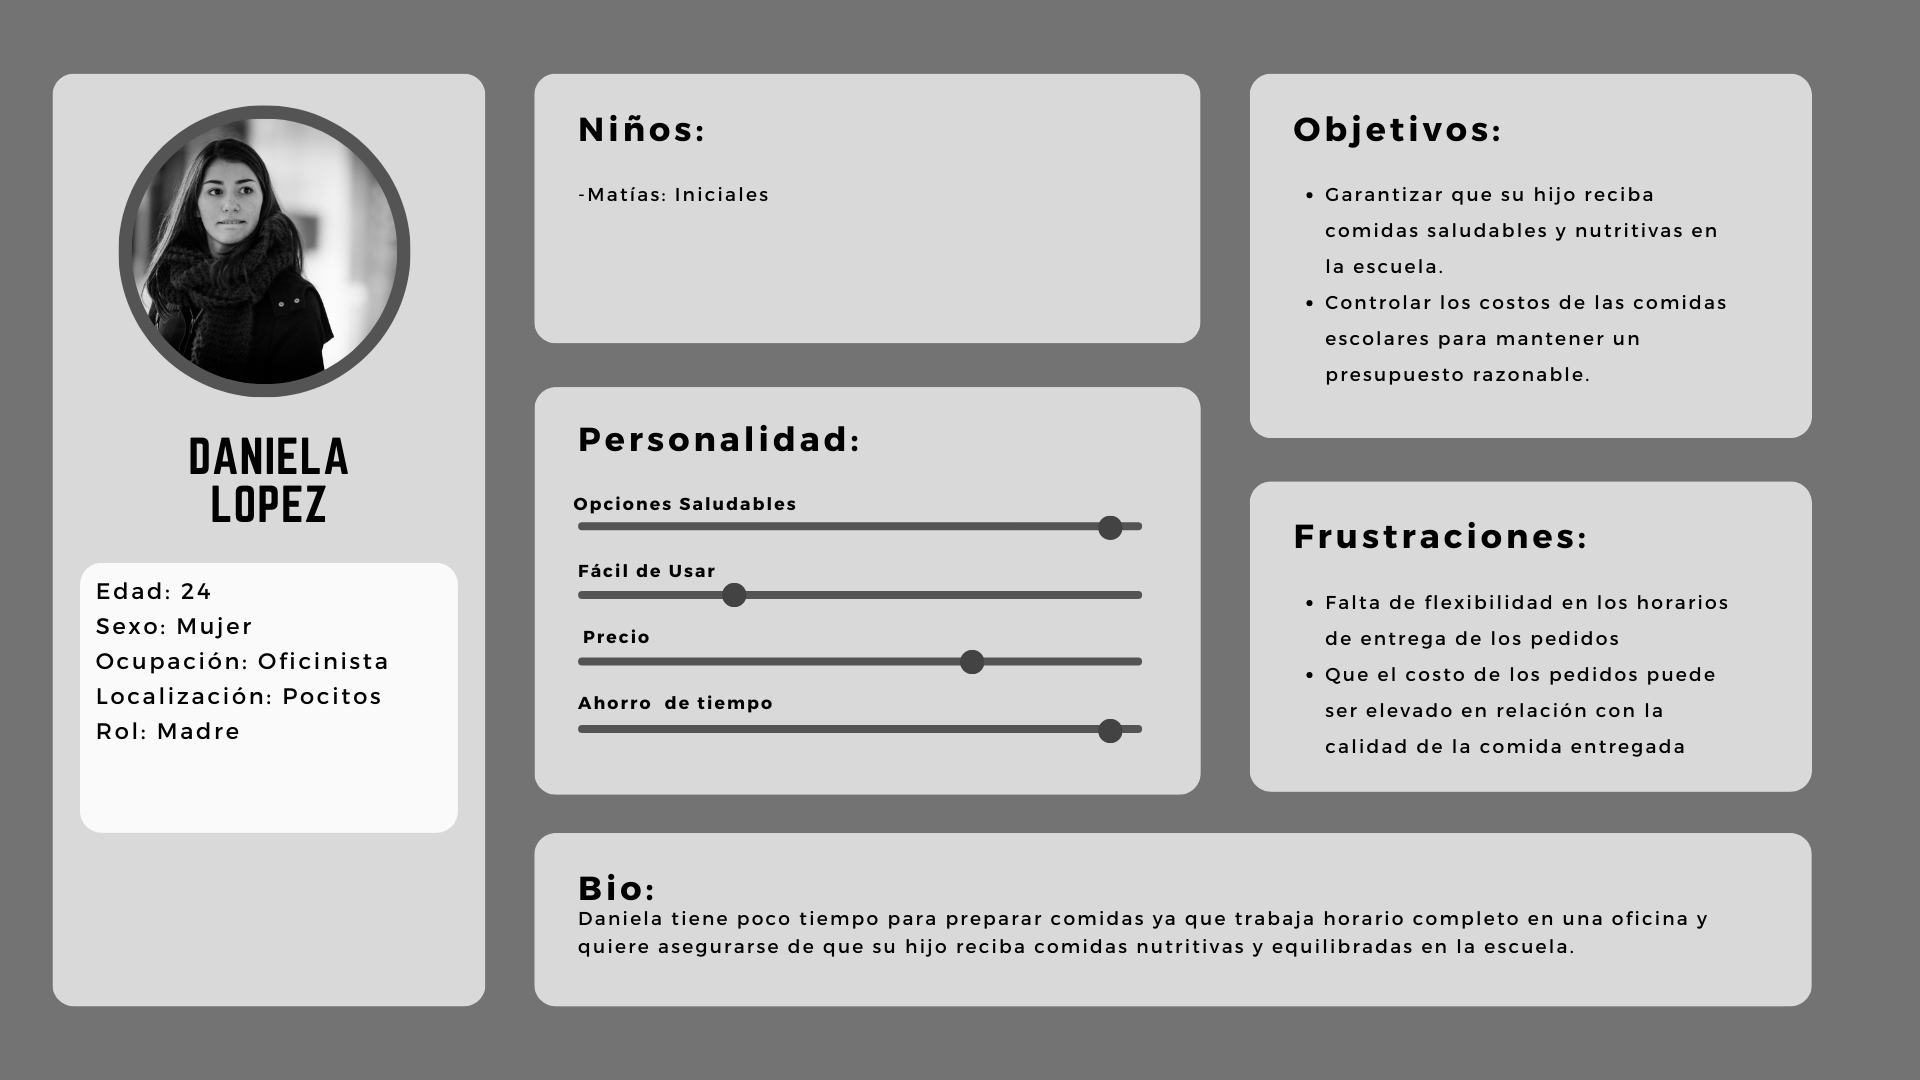 DANIELA
LOPEZ
Edad: 24
Sexo: Mujer
Ocupación: Oficinista
Localización: Pocitos
Rol: Madre
Niños:
-Matías: Iniciales
Personalidad:
Opciones Saludables
Fácil de Usar
Precio
Ahorro  de tiempo
Objetivos:
• Garantizar que su hijo reciba
comidas saludables y nutritivas en
la escuela.
• Controlar los costos de las comidas
escolares para mantener un
presupuesto razonable.
Frustraciones:
• Falta de flexibilidad en los horarios
de entrega de los pedidos
• Que el costo de los pedidos puede
ser elevado en relación con la
calidad de la comida entregada
Bio:
Daniela tiene poco tiempo para preparar comidas ya que trabaja horario completo en una oficina y
quiere asegurarse de que su hijo reciba comidas nutritivas y equilibradas en la escuela.